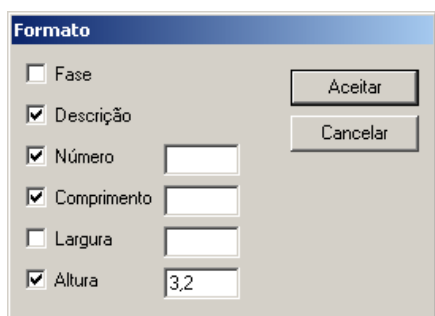 Formato
Fase
Aceitar
Descrição
Cancelar
Número
Comprimento
Largura
Altura 3,2